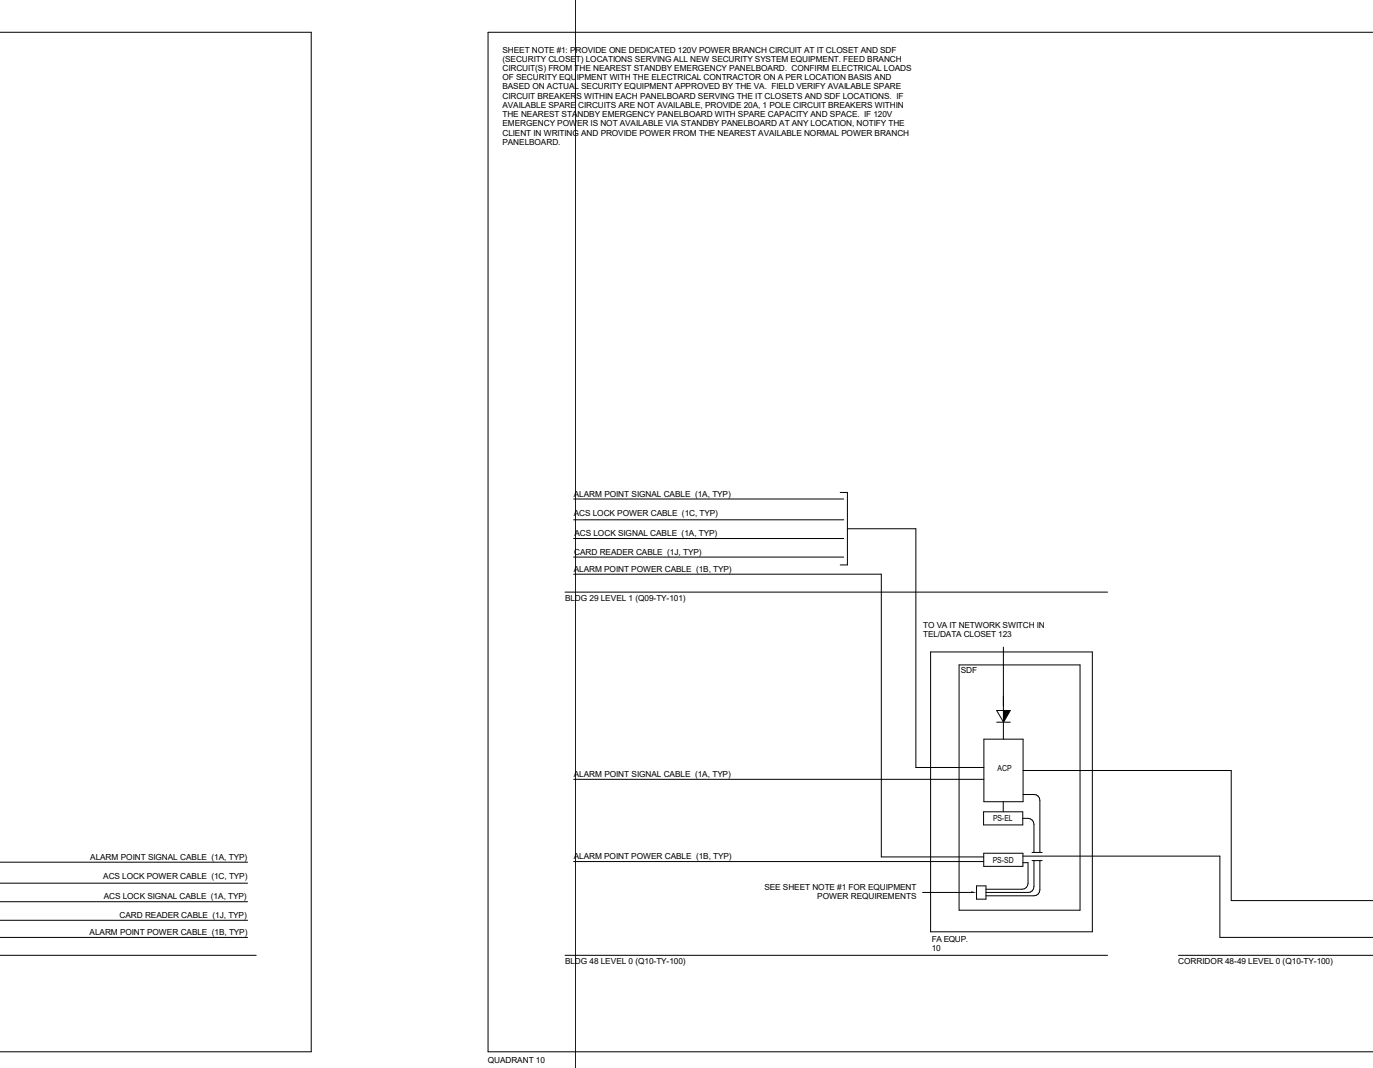 SHEET NOTE #1: PROVIDE ONE DEDICATED 120V POWER BRANCH CIRCUIT AT IT CLOSET AND SDF
(SECURITY CLOSET) LOCATIONS SERVING ALL NEW SECURITY SYSTEM EQUIPMENT. FEED BRANCH
CIRCUIT(S) FROM THE NEAREST STANDBY EMERGENCY PANELBOARD. CONFIRM ELECTRICAL LOADS
OF SECURITY EQUIPMENT WITH THE ELECTRICAL CONTRACTOR ON A PER LOCATION BASIS AND
BASED ON ACTUAL SECURITY EQUIPMENT APPROVED BY THE VA. FIELD VERIFY AVAILABLE SPARE
CIRCUIT BREAKERS WITHIN EACH PANELBOARD SERVING THE IT CLOSETS AND SDF LOCATIONS. IF
AVAILABLE SPARE CIRCUITS ARE NOT AVAILABLE, PROVIDE 20A, 1 POLE CIRCUIT BREAKERS WITHIN
THE NEAREST STANDBY EMERGENCY PANELBOARD WITH SPARE CAPACITY AND SPACE. IF 120V
EMERGENCY POWER IS NOT AVAILABLE VIA STANDBY PANELBOARD AT ANY LOCATION, NOTIFY THE
CLIENT IN WRITING AND PROVIDE POWER FROM THE NEAREST AVAILABLE NORMAL POWER BRANCH
PANELBOARD.
ALARM POINT SIGNAL CABLE (1A, TYP)
ACS LOCK POWER CABLE (1C, TYP)
ACS LOCK SIGNAL CABLE (1A, TYP)
CARD READER CABLE (1J, TYP)
ALARM POINT POWER CABLE (1B, TYP)
BLDG 29 LEVEL 1 (Q09-TY-101)
TO VA IT NETWORK SWITCH IN
TEL/DATA CLOSET 123
SDF
ACP
ALARM POINT SIGNAL CABLE (1A, TYP)
PS-EL
ALARM POINT POWER CABLE (1B, TYP)
PS-SD
SEE SHEET NOTE #1 FOR EQUIPMENT
POWER REQUIREMENTS
FA EQUP.
10
BLDG 48 LEVEL 0 (Q10-TY-100)
CORRIDOR 48-49 LEVEL 0 (Q10-TY-100)
ALARM POINT SIGNAL CABLE (1A, TYP)
ACS LOCK POWER CABLE (1C, TYP)
ACS LOCK SIGNAL CABLE (1A, TYP)
CARD READER CABLE (1J, TYP)
ALARM POINT POWER CABLE (1B, TYP)
QUADRANT 10